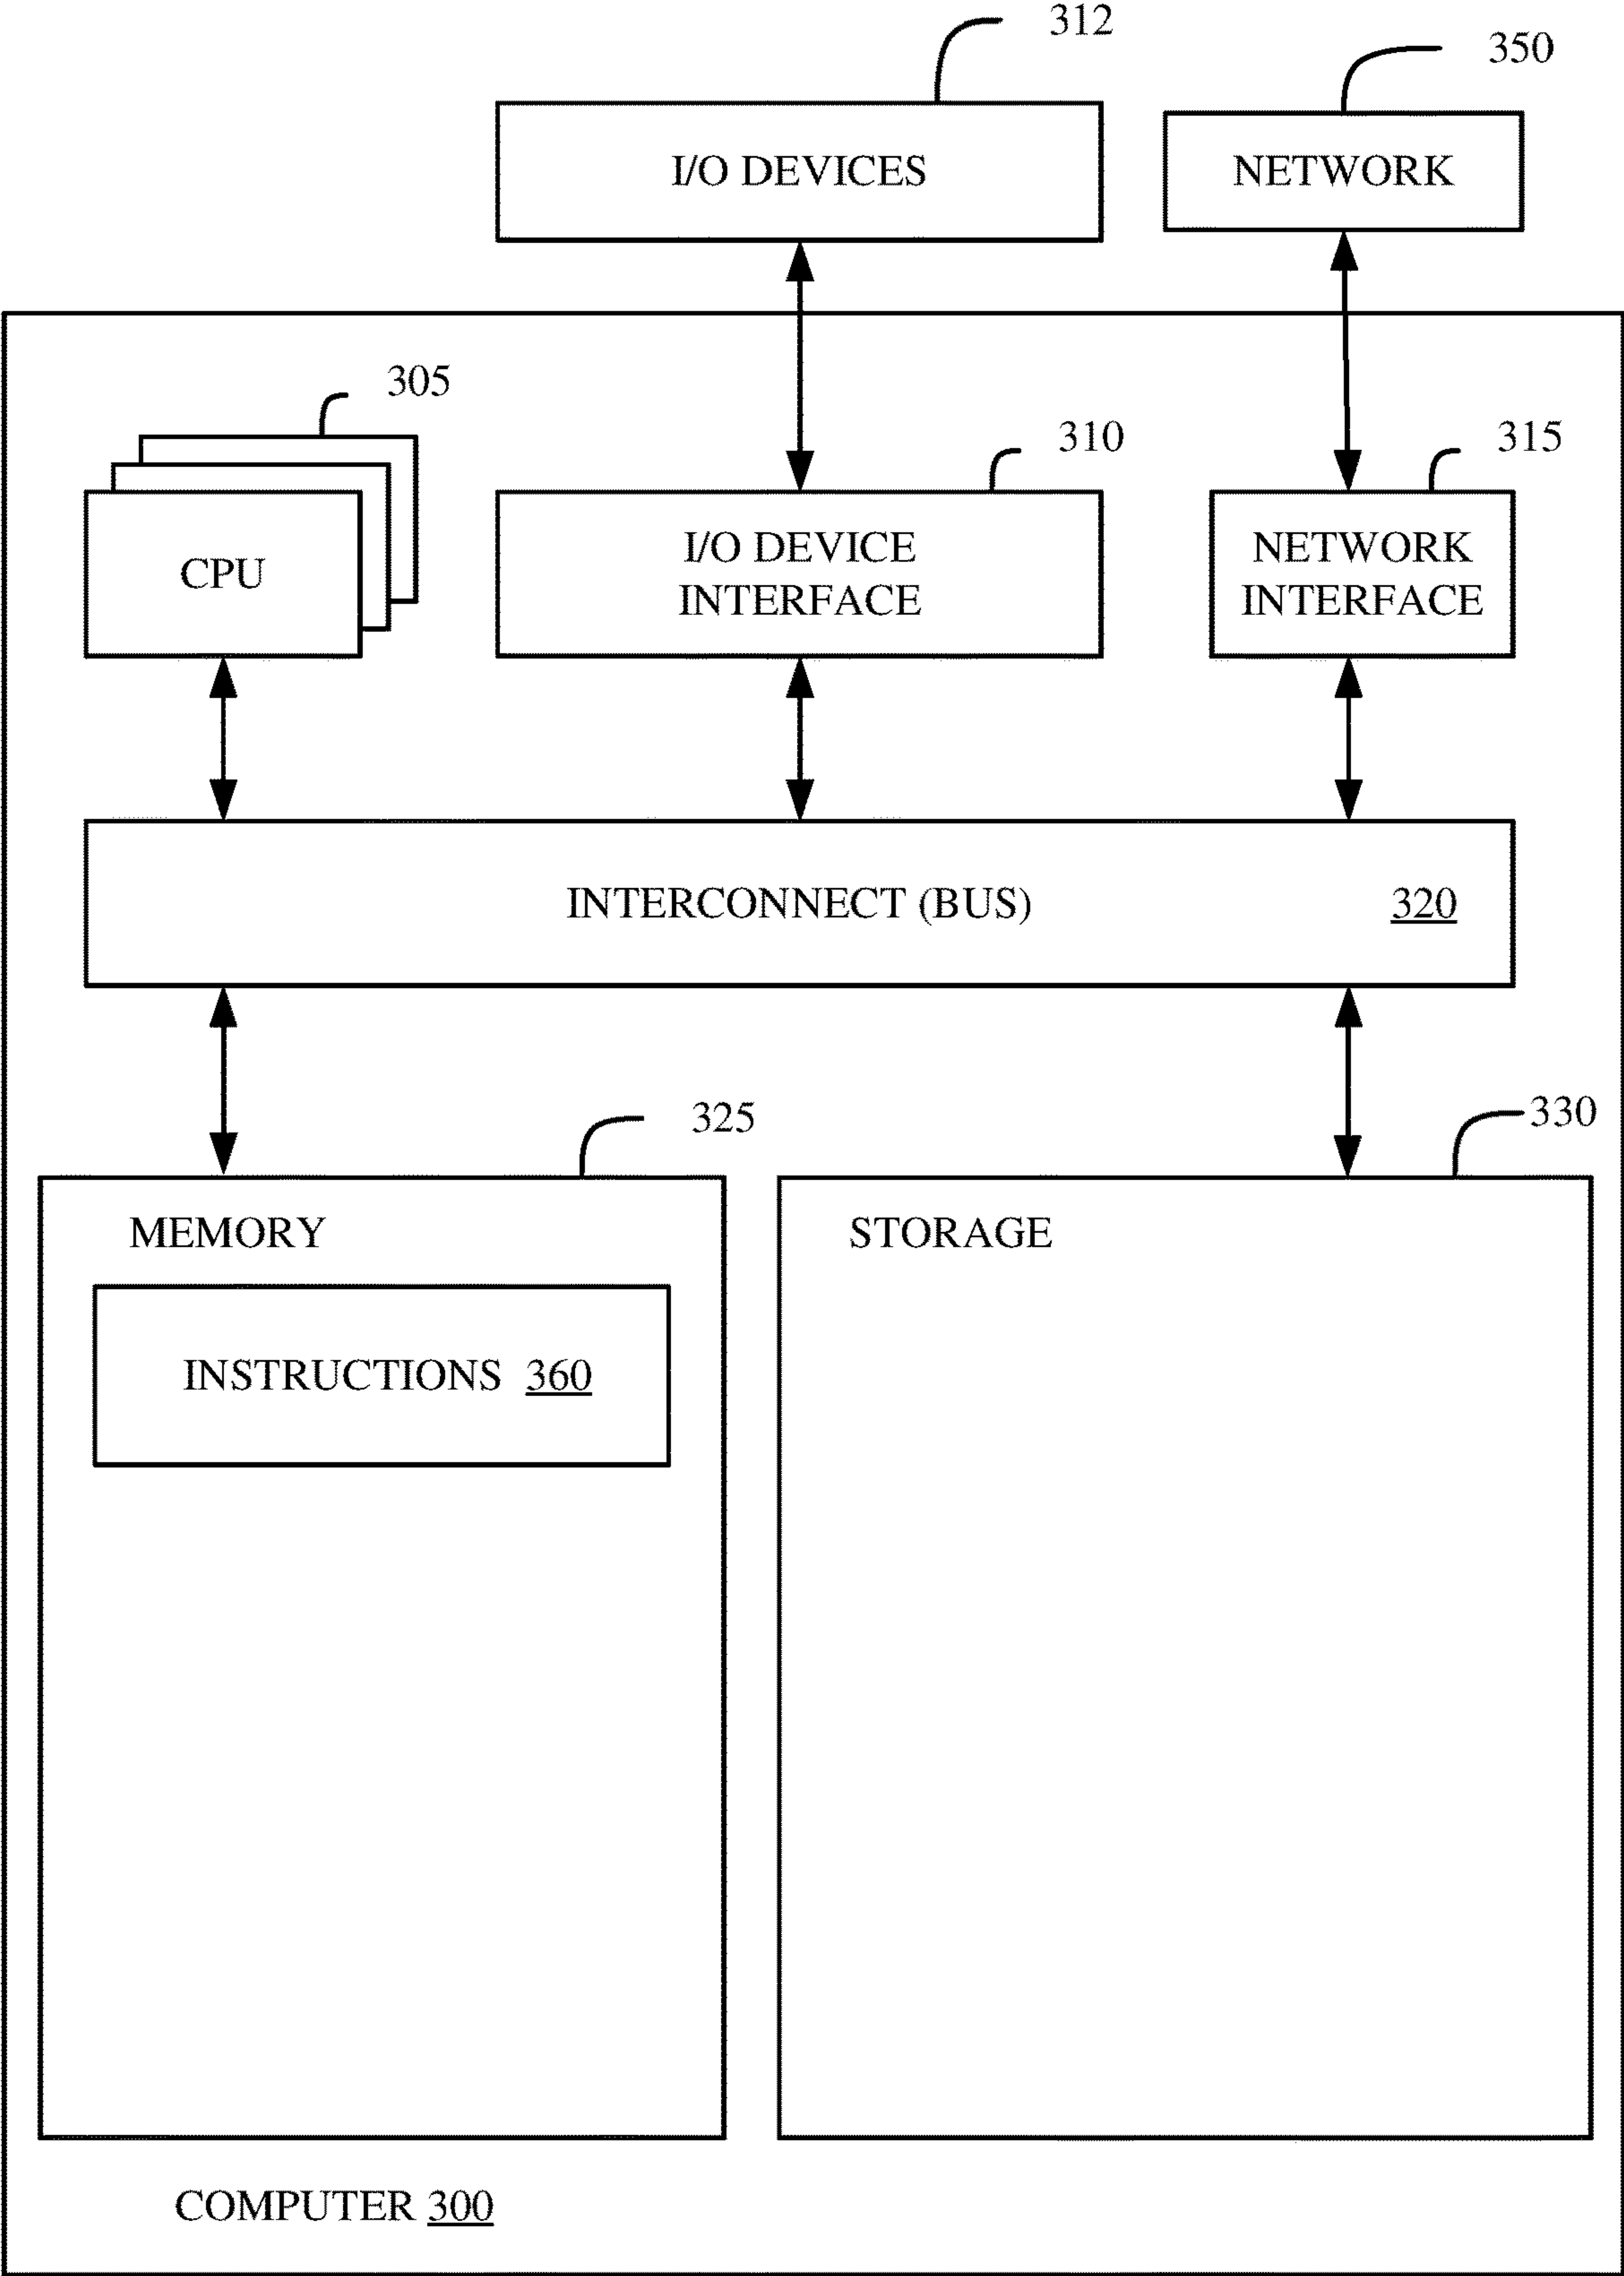 312
350
I/O DEVICES
NETWORK
305
310
315
CPU
I/O DEVICE
INTERFACE
NETWORK
INTERFACE
INTERCONNECT (BUS)
320
325
330
MEMORY
STORAGE
INSTRUCTIONS 360
COMPUTER 300